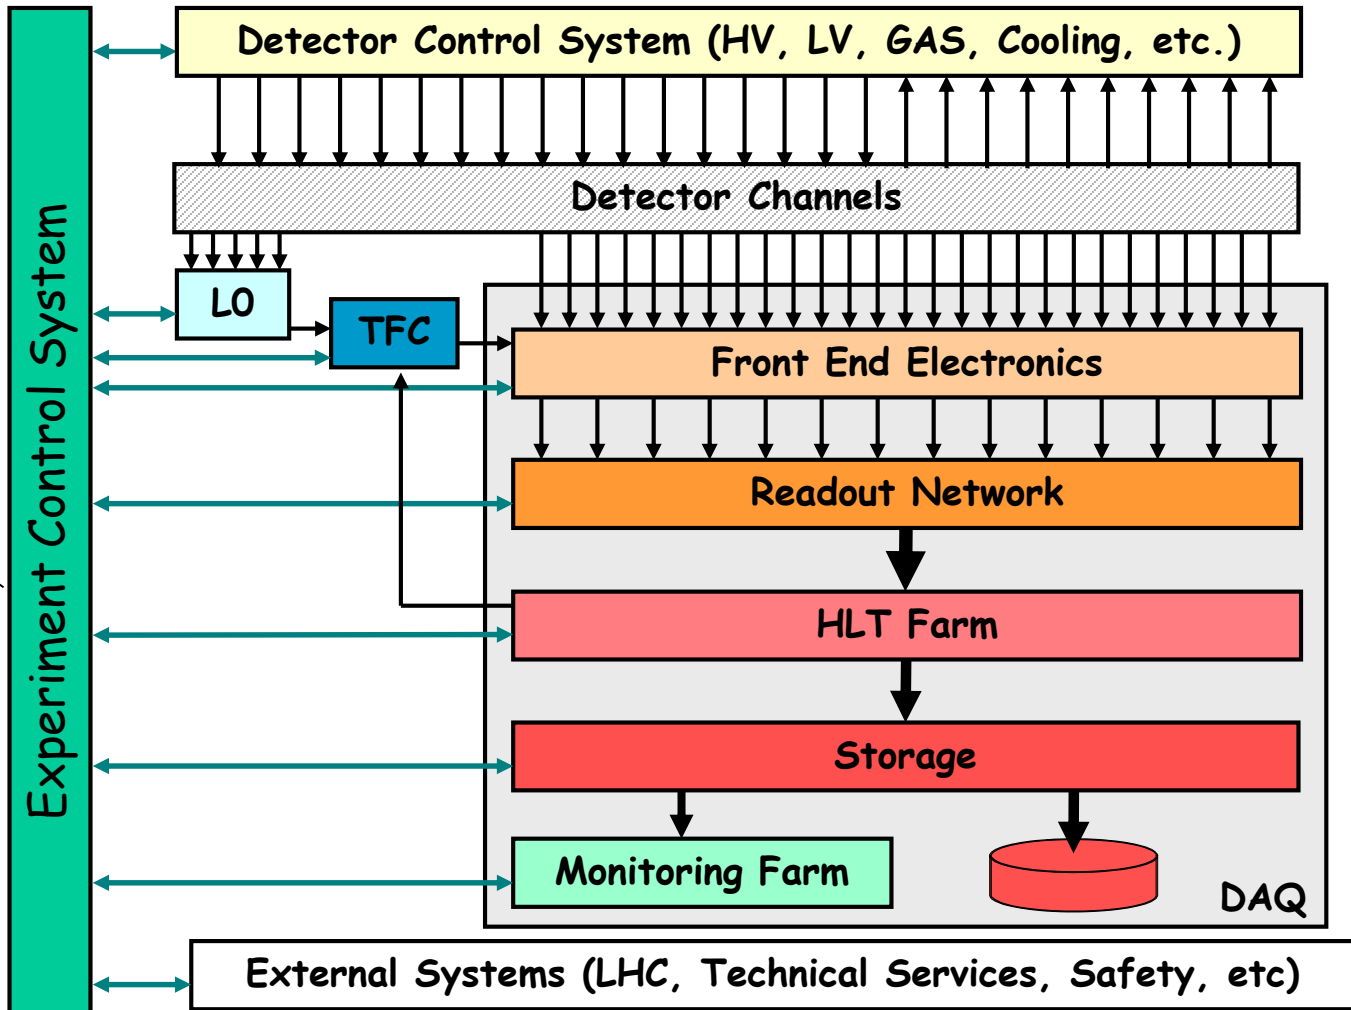 Detector Control System (HV, LV, GAS, Cooling, etc.)
Detector Channels
L0
TFC
Front End Electronics
Readout Network
HLT Farm
Storage
Monitoring Farm
DAQ
External Systems (LHC, Technical Services, Safety, etc)
Experiment Control System